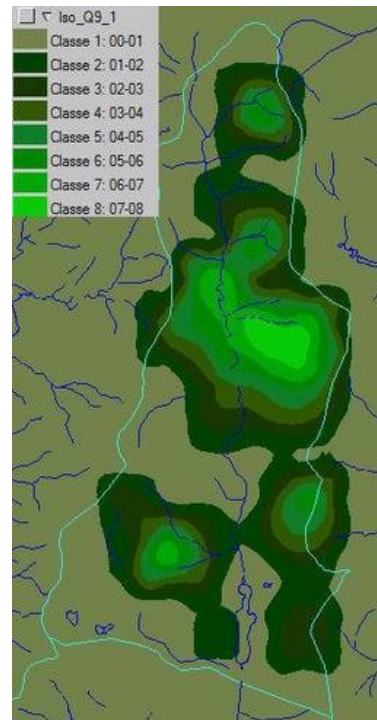 Iso_Q9_1
Classe 1: 00-01
Classe 2: 01-02
Classe 3: 02-03
Classe 4: 03-04
Classe 5: 04-05
Classe 6: 05-06
Classe 7: 06-07
Classe 8: 07-08